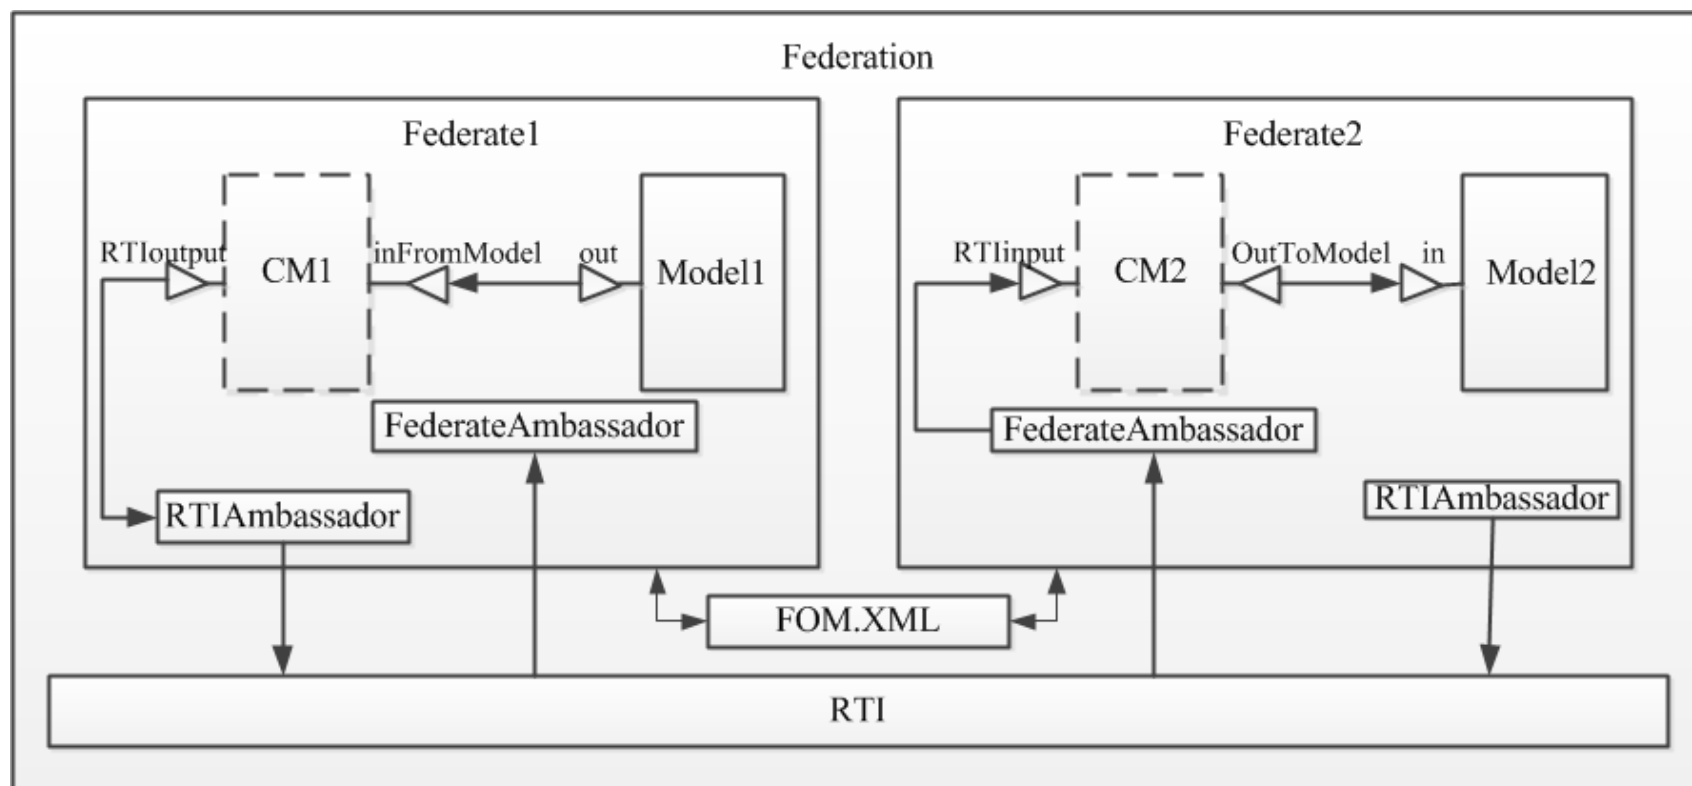 Federation
Federate1
RTIoutput
CM1
inFromModel
out
Model1
FederateAmbassador
RTIAmbassador
Federate2
RTIinput
CM2
OutToModel
in
Model2
FederateAmbassador
RTIAmbassador
FOM.XML
RTI